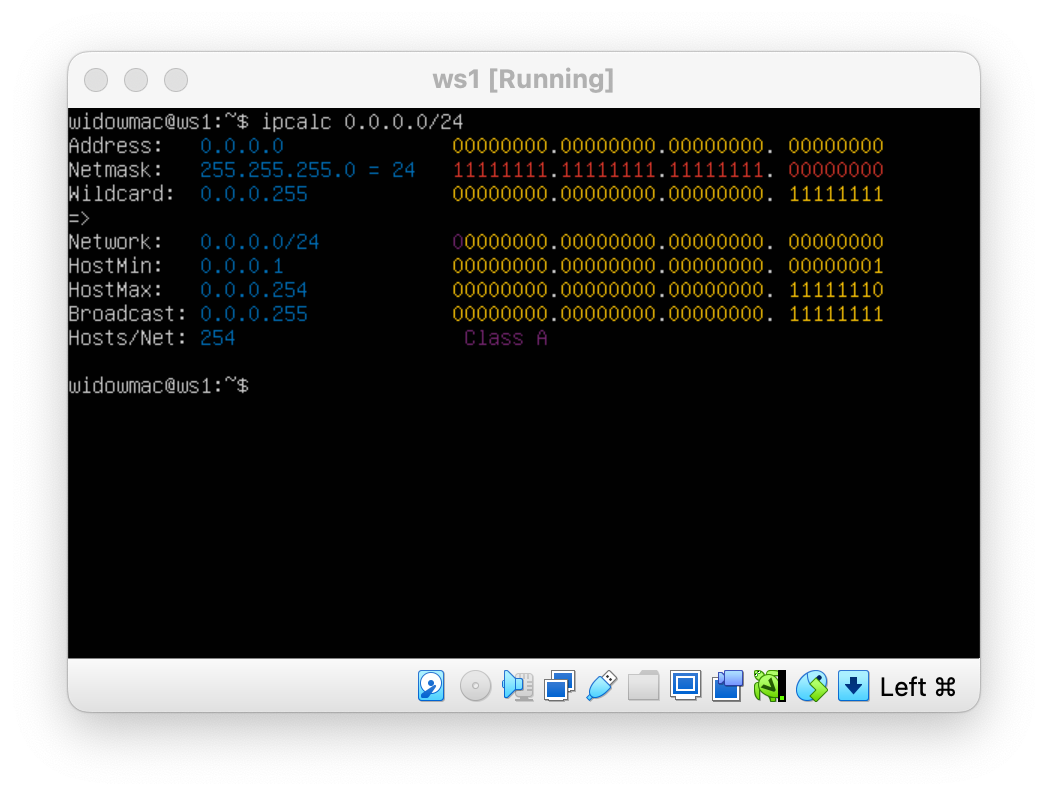 ws1 [Running]
widowmac@ws1:~$ ipcalc 0.0.0.0/24
Address:   0.0.0.0              00000000.00000000.00000000. 00000000
Netmask:   255.255.255.0 = 24   11111111.11111111.11111111. 00000000
Wildcard:  0.0.0.255            00000000.00000000.00000000. 11111111
=>
Network:   0.0.0.0/24           00000000.00000000.00000000. 00000000
HostMin:   0.0.0.1              00000000.00000000.00000000. 00000001
HostMax:   0.0.0.254            00000000.00000000.00000000. 11111110
Broadcast: 0.0.0.255            00000000.00000000.00000000. 11111111
Hosts/Net: 254                   Class A
widowmac@ws1:~$
Left ⌘